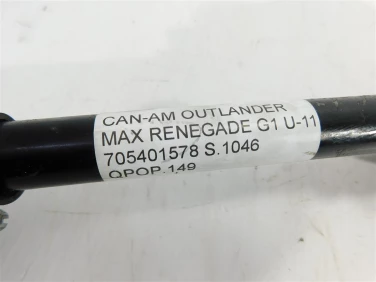 CAN-AM OUTLANDER
MAX RENEGADE G1 U-11
705401578 S.1046
QPOP.149